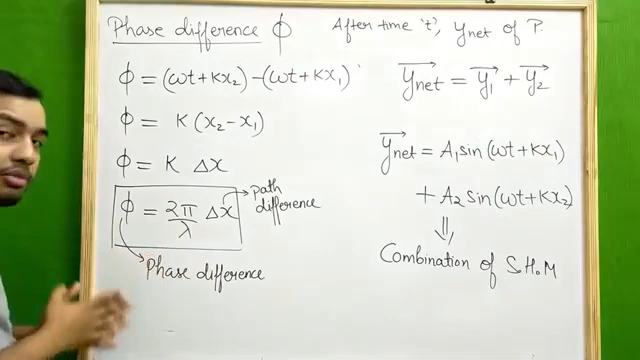 Phase difference ϕ
ϕ = (ωt+Kx₂) − (ωt+Kx₁)
ϕ = K (x₂ − x₁)
ϕ = K Δx
ϕ = 2π/λ Δx → path difference
Phase difference
After time 't', ynet of P.
→ynet = →y₁ + →y₂
→ynet = A₁ sin (ωt+Kx₁)
+ A₂ sin (ωt+Kx₂)
⇓
Combination of S.H.M